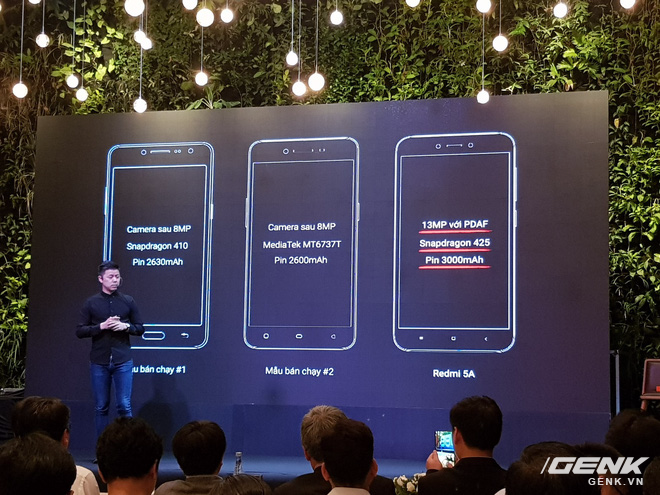 Camera sau 8MP
Snapdragon 410
Pin 2630mAh
Camera sau 8MP
MediaTek MT6737T
Pin 2600mAh
13MP với PDAF
Snapdragon 425
Pin 3000mAh
bán chạy #1
Mẫu bán chạy #2
Redmi 5A
GENK
GENK.VN